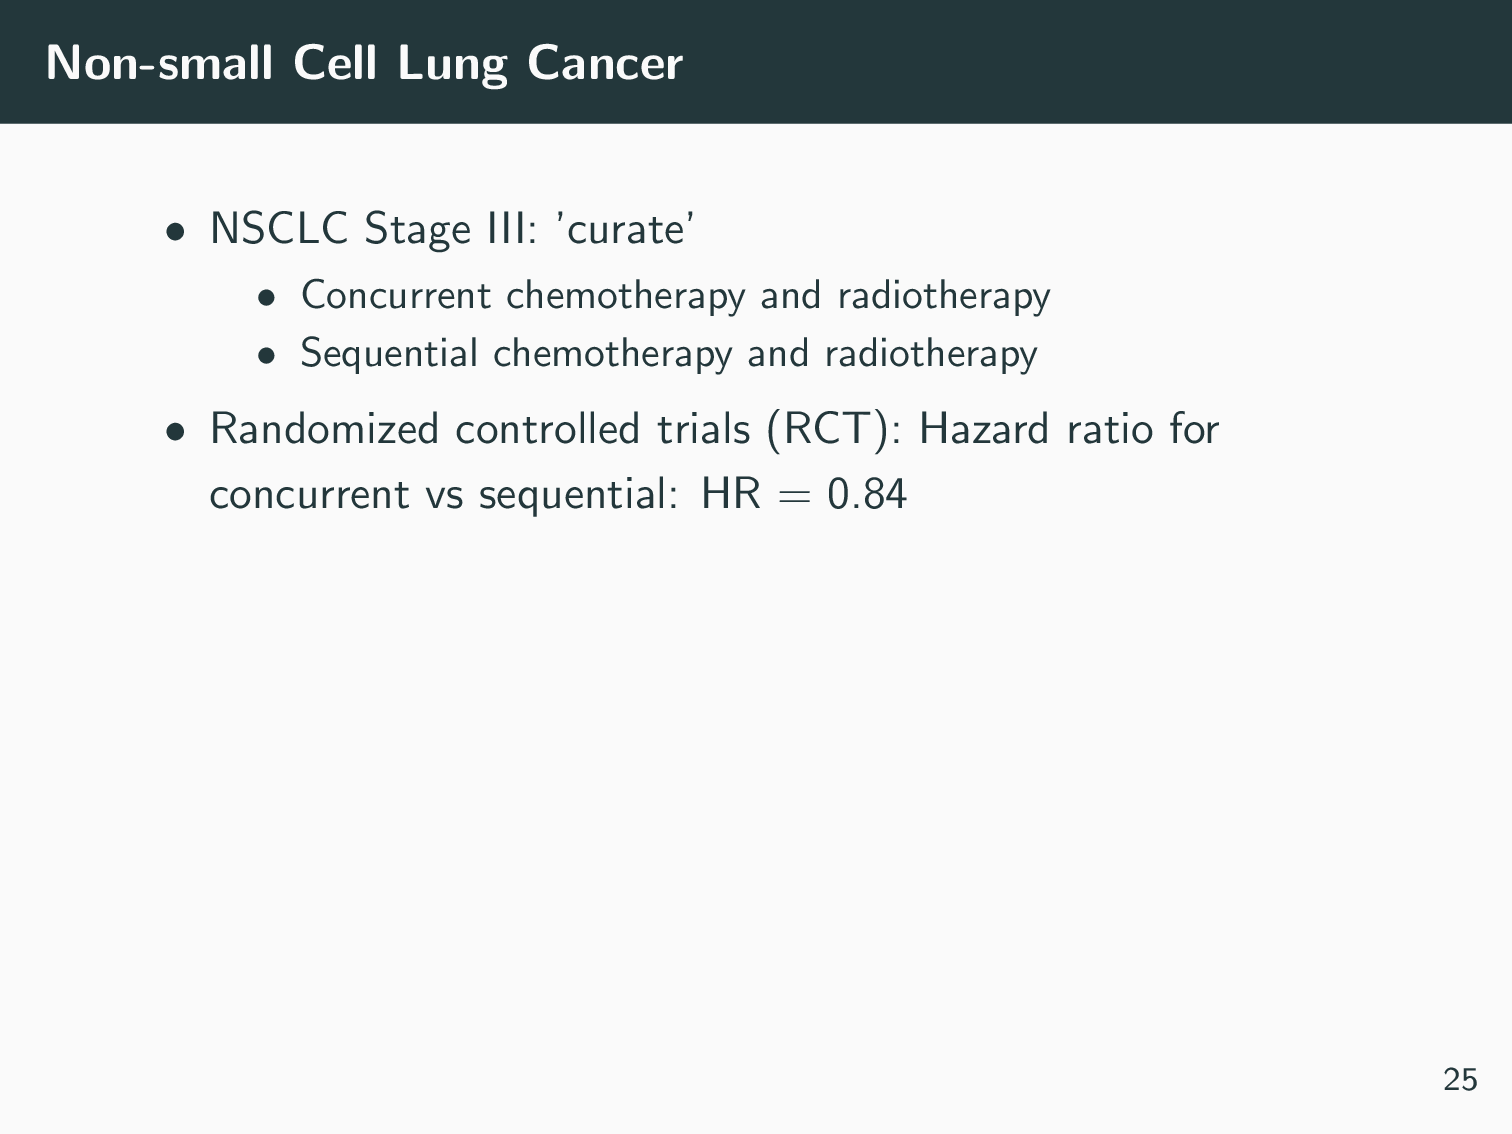 Non-small Cell Lung Cancer
• NSCLC Stage III: ’curate’
• Concurrent chemotherapy and radiotherapy
• Sequential chemotherapy and radiotherapy
• Randomized controlled trials (RCT): Hazard ratio for
concurrent vs sequential: HR = 0.84
25